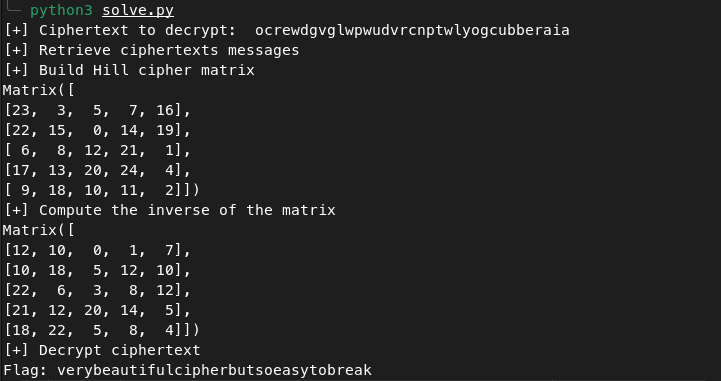 python3 solve.py
[+] Ciphertext to decrypt:  ocrewdgvglwpwudvrcnptwlyogcubberaia
[+] Retrieve ciphertexts messages
[+] Build Hill cipher matrix
Matrix([
[23,  3,  5,  7, 16],
[22, 15,  0, 14, 19],
[ 6,  8, 12, 21,  1],
[17, 13, 20, 24,  4],
[ 9, 18, 10, 11,  2]])
[+] Compute the inverse of the matrix
Matrix([
[12, 10,  0,  1,  7],
[10, 18,  5, 12, 10],
[22,  6,  3,  8, 12],
[21, 12, 20, 14,  5],
[18, 22,  5,  8,  4]])
[+] Decrypt ciphertext
Flag: verybeautifulcipherbutsoeasytobreak